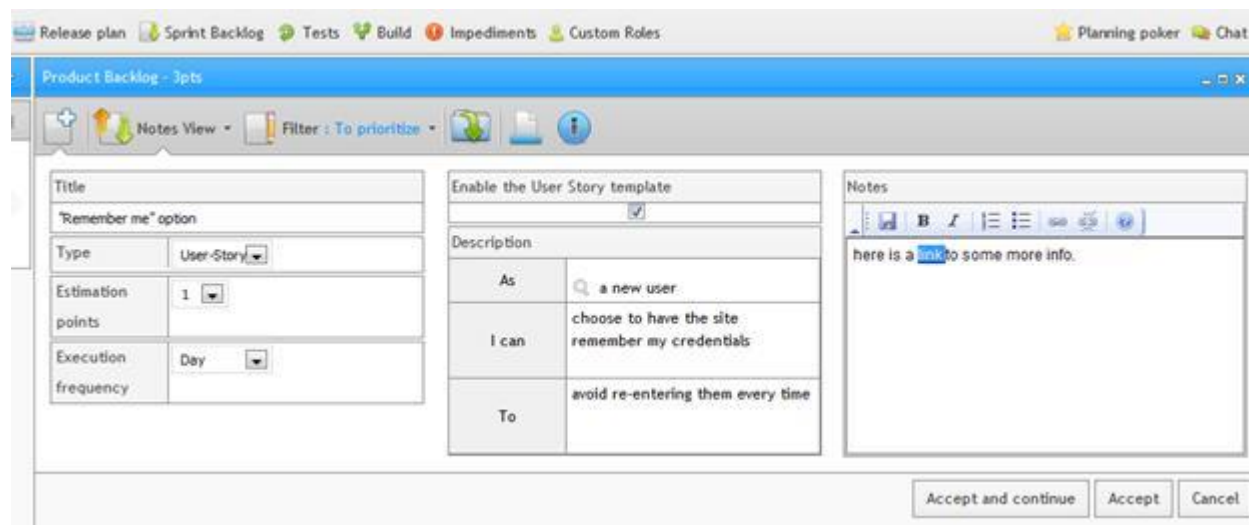 Release plan Sprint Backlog Tests Build Impediments Custom Roles Planning poker Chat
Product Backlog - 3pts
Notes View Filter : To prioritize
Title
"Remember me" option
Type User-Story
Estimation points 1
Execution frequency Day
Enable the User Story template
Description
As a new user
I can choose to have the site
remember my credentials
To avoid re-entering them every time
Notes
B I
here is a link to some more info.
Accept and continue Accept Cancel